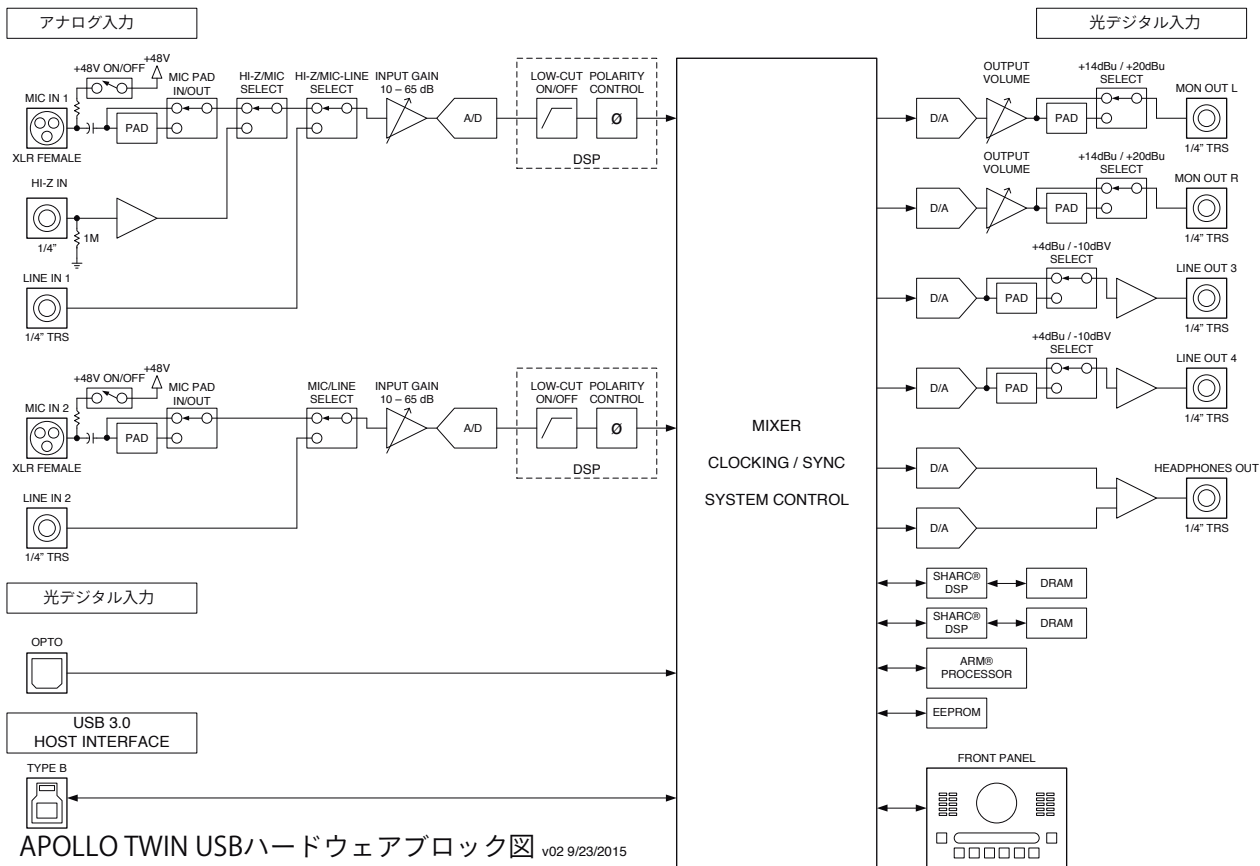 アナログ入力
+48V ON/OFF
+48V
MIC IN 1
MIC PAD
IN/OUT
HI-Z/MIC
SELECT
HI-Z/MIC-LINE
SELECT
INPUT GAIN
10 – 65 dB
LOW-CUT
ON/OFF
POLARITY
CONTROL
PAD
A/D
Ø
DSP
XLR FEMALE
HI-Z IN
1M
1/4”
LINE IN 1
1/4” TRS
+48V ON/OFF
+48V
MIC IN 2
MIC PAD
IN/OUT
MIC/LINE
SELECT
INPUT GAIN
10 – 65 dB
LOW-CUT
ON/OFF
POLARITY
CONTROL
PAD
A/D
Ø
DSP
XLR FEMALE
LINE IN 2
1/4” TRS
光デジタル入力
OPTO
USB 3.0
HOST INTERFACE
TYPE B
MIXER
CLOCKING / SYNC
SYSTEM CONTROL
光デジタル入力
OUTPUT
VOLUME
+14dBu / +20dBu
SELECT
MON OUT L
D/A
PAD
1/4” TRS
OUTPUT
VOLUME
+14dBu / +20dBu
SELECT
MON OUT R
D/A
PAD
1/4” TRS
+4dBu / -10dBV
SELECT
LINE OUT 3
D/A
PAD
1/4” TRS
+4dBu / -10dBV
SELECT
LINE OUT 4
D/A
PAD
1/4” TRS
D/A
HEADPHONES OUT
D/A
1/4” TRS
SHARC®
DSP
DRAM
SHARC®
DSP
DRAM
ARM®
PROCESSOR
EEPROM
FRONT PANEL
APOLLO TWIN USBハードウェアブロック図 v02 9/23/2015